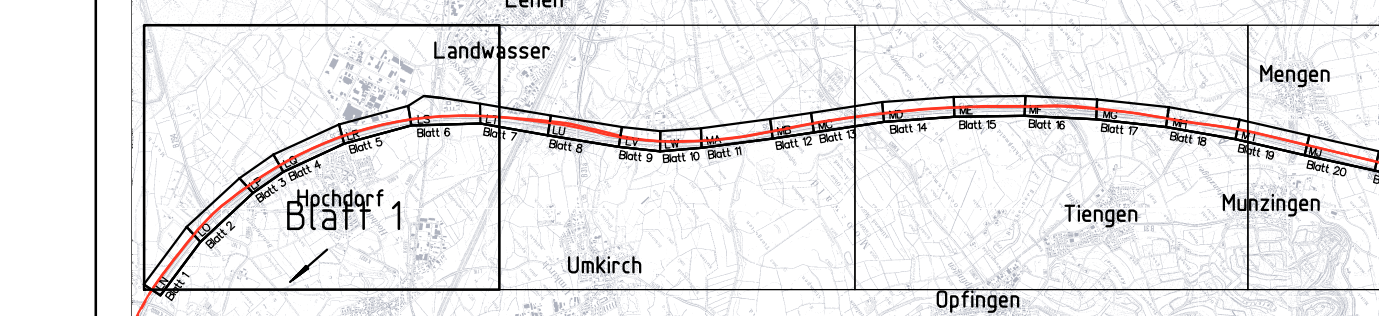 Lehen
Landwasser
Mengen
LS
Blatt 6
LT
Blatt 7
LU
Blatt 8
LV
Blatt 9
LW
Blatt 10
MA
Blatt 11
MB
Blatt 12
MC
Blatt 13
MD
Blatt 14
ME
Blatt 15
MF
Blatt 16
MG
Blatt 17
MH
Blatt 18
MI
Blatt 19
MJ
Blatt 20
LR
Blatt 5
LQ
Blatt 4
LP
Blatt 3
LO
Blatt 2
LN
Blatt 1
Hochdorf
Blatt 1
Tiengen
Munzingen
Umkirch
Opfingen